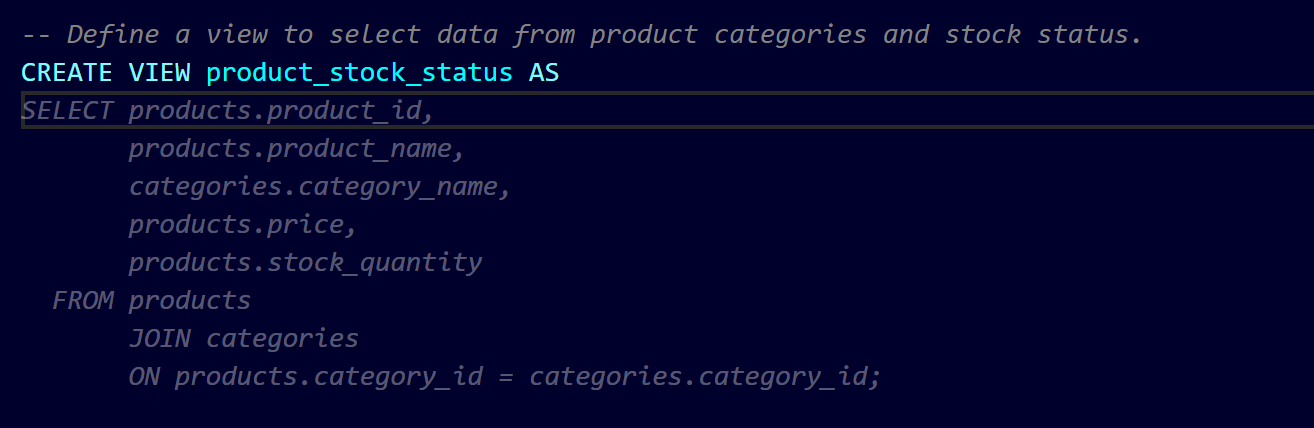 -- Define a view to select data from product categories and stock status.
CREATE VIEW product_stock_status AS
SELECT products.product_id,
       products.product_name,
       categories.category_name,
       products.price,
       products.stock_quantity
  FROM products
       JOIN categories
       ON products.category_id = categories.category_id;